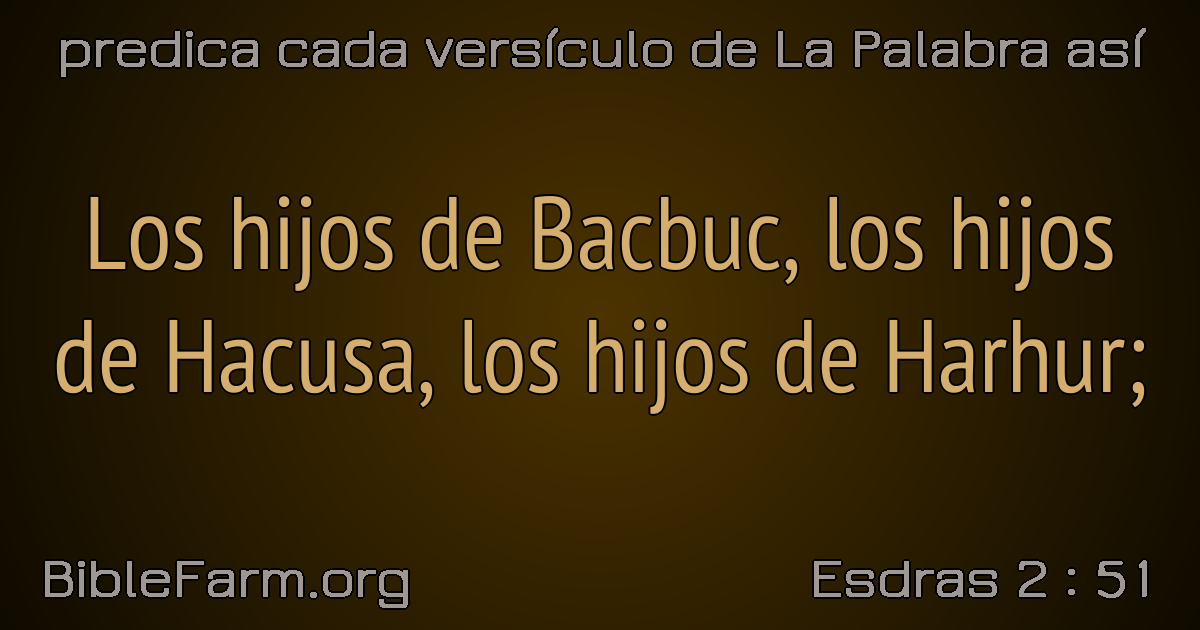 predica cada versículo de La Palabra así
Los hijos de Bacbuc, los hijos
de Hacusa, los hijos de Harhur;
BibleFarm.org
Esdras 2 : 51